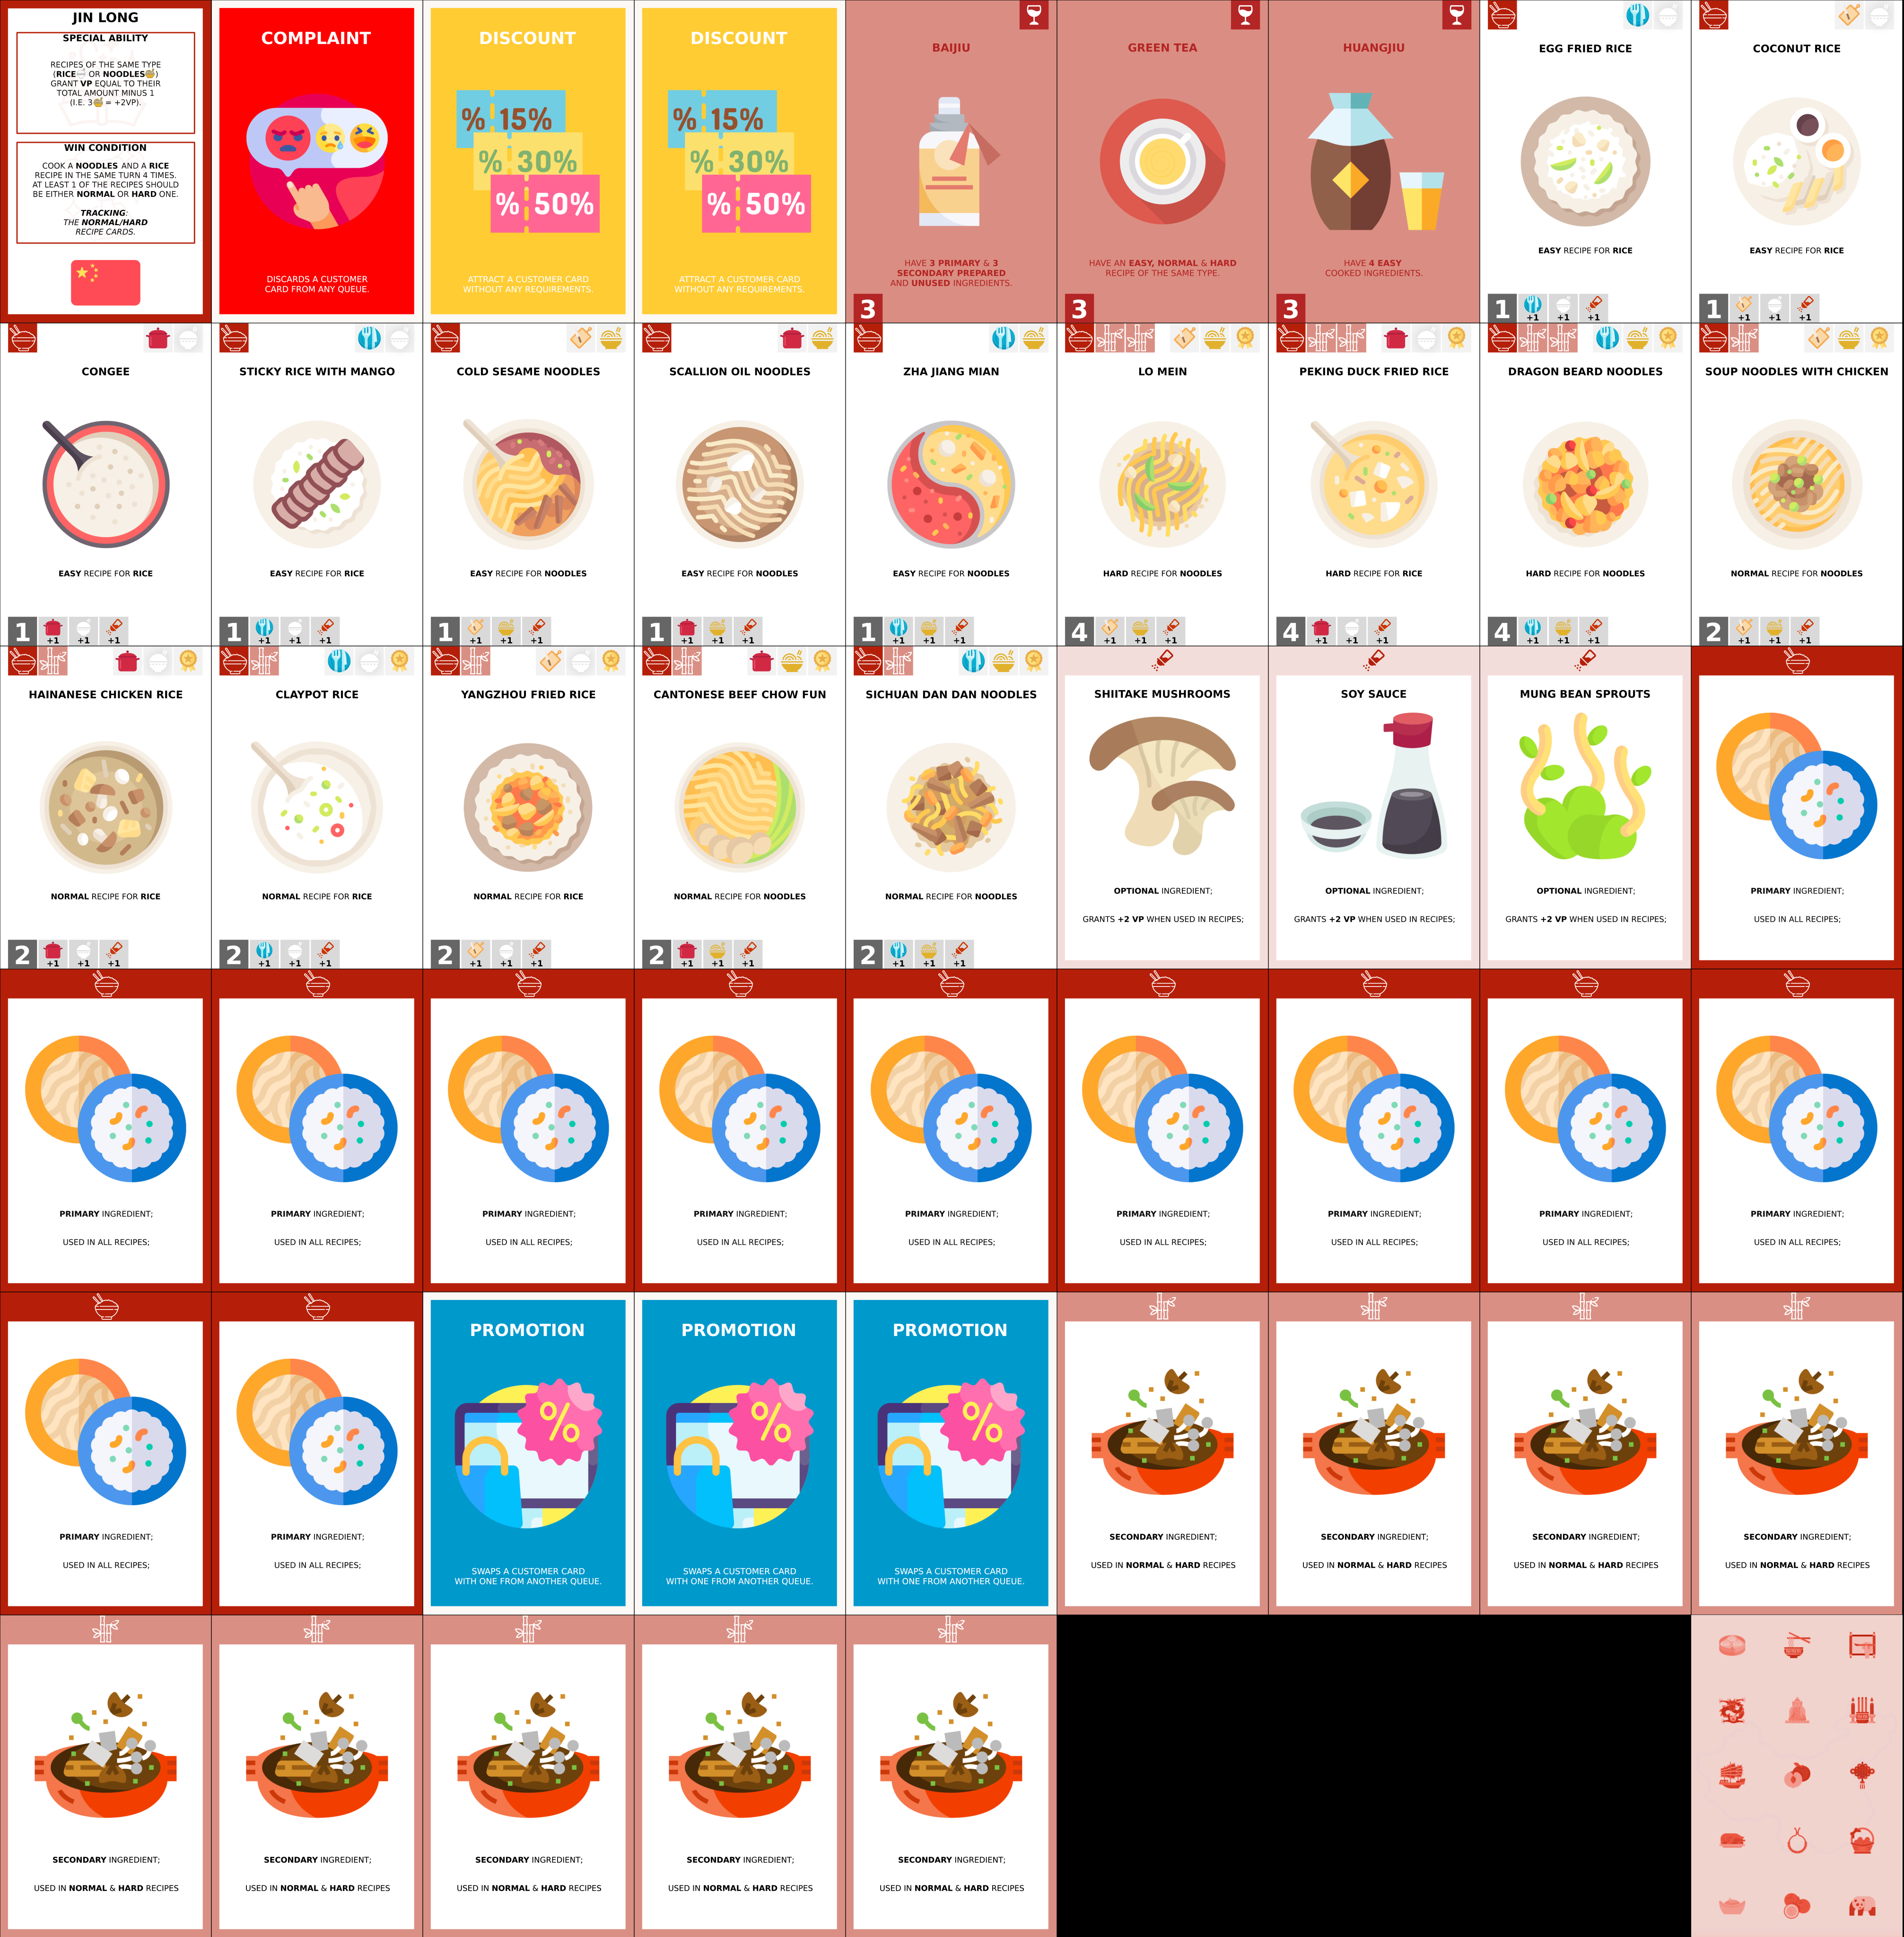 JIN LONG
SPECIAL ABILITY
RECIPES OF THE SAME TYPE
(RICE OR NOODLES)
GRANT VP EQUAL TO THEIR
TOTAL AMOUNT MINUS 1
(I.E. 3 = +2VP).
WIN CONDITION
COOK A NOODLES AND A RICE
RECIPE IN THE SAME TURN 4 TIMES.
AT LEAST 1 OF THE RECIPES SHOULD
BE EITHER NORMAL OR HARD ONE.
TRACKING:
THE NORMAL/HARD
RECIPE CARDS.
COMPLAINT
DISCARDS A CUSTOMER
CARD FROM ANY QUEUE.
DISCOUNT
% 15%
% 30%
% 50%
ATTRACT A CUSTOMER CARD
WITHOUT ANY REQUIREMENTS.
DISCOUNT
% 15%
% 30%
% 50%
ATTRACT A CUSTOMER CARD
WITHOUT ANY REQUIREMENTS.
BAIJIU
HAVE 3 PRIMARY & 3
SECONDARY PREPARED
AND UNUSED INGREDIENTS.
3
GREEN TEA
HAVE AN EASY, NORMAL & HARD
RECIPE OF THE SAME TYPE.
3
HUANGJIU
HAVE 4 EASY
COOKED INGREDIENTS.
3
EGG FRIED RICE
EASY RECIPE FOR RICE
1 +1 +1 +1
COCONUT RICE
EASY RECIPE FOR RICE
1 +1 +1 +1
CONGEE
EASY RECIPE FOR RICE
1 +1 +1 +1
STICKY RICE WITH MANGO
EASY RECIPE FOR RICE
1 +1 +1 +1
COLD SESAME NOODLES
EASY RECIPE FOR NOODLES
1 +1 +1 +1
SCALLION OIL NOODLES
EASY RECIPE FOR NOODLES
1 +1 +1 +1
ZHA JIANG MIAN
EASY RECIPE FOR NOODLES
1 +1 +1 +1
LO MEIN
HARD RECIPE FOR NOODLES
4 +1 +1 +1
PEKING DUCK FRIED RICE
HARD RECIPE FOR RICE
4 +1 +1 +1
DRAGON BEARD NOODLES
HARD RECIPE FOR NOODLES
4 +1 +1 +1
SOUP NOODLES WITH CHICKEN
NORMAL RECIPE FOR NOODLES
2 +1 +1 +1
HAINANESE CHICKEN RICE
NORMAL RECIPE FOR RICE
2 +1 +1 +1
CLAYPOT RICE
NORMAL RECIPE FOR RICE
2 +1 +1 +1
YANGZHOU FRIED RICE
NORMAL RECIPE FOR RICE
2 +1 +1 +1
CANTONESE BEEF CHOW FUN
NORMAL RECIPE FOR NOODLES
2 +1 +1 +1
SICHUAN DAN DAN NOODLES
NORMAL RECIPE FOR NOODLES
2 +1 +1 +1
SHIITAKE MUSHROOMS
OPTIONAL INGREDIENT;
GRANTS +2 VP WHEN USED IN RECIPES;
SOY SAUCE
OPTIONAL INGREDIENT;
GRANTS +2 VP WHEN USED IN RECIPES;
MUNG BEAN SPROUTS
OPTIONAL INGREDIENT;
GRANTS +2 VP WHEN USED IN RECIPES;
PRIMARY INGREDIENT;
USED IN ALL RECIPES;
PRIMARY INGREDIENT;
USED IN ALL RECIPES;
PRIMARY INGREDIENT;
USED IN ALL RECIPES;
PRIMARY INGREDIENT;
USED IN ALL RECIPES;
PRIMARY INGREDIENT;
USED IN ALL RECIPES;
PRIMARY INGREDIENT;
USED IN ALL RECIPES;
PRIMARY INGREDIENT;
USED IN ALL RECIPES;
PRIMARY INGREDIENT;
USED IN ALL RECIPES;
PRIMARY INGREDIENT;
USED IN ALL RECIPES;
PRIMARY INGREDIENT;
USED IN ALL RECIPES;
PRIMARY INGREDIENT;
USED IN ALL RECIPES;
PRIMARY INGREDIENT;
USED IN ALL RECIPES;
PROMOTION
%
SWAPS A CUSTOMER CARD
WITH ONE FROM ANOTHER QUEUE.
PROMOTION
%
SWAPS A CUSTOMER CARD
WITH ONE FROM ANOTHER QUEUE.
PROMOTION
%
SWAPS A CUSTOMER CARD
WITH ONE FROM ANOTHER QUEUE.
SECONDARY INGREDIENT;
USED IN NORMAL & HARD RECIPES
SECONDARY INGREDIENT;
USED IN NORMAL & HARD RECIPES
SECONDARY INGREDIENT;
USED IN NORMAL & HARD RECIPES
SECONDARY INGREDIENT;
USED IN NORMAL & HARD RECIPES
SECONDARY INGREDIENT;
USED IN NORMAL & HARD RECIPES
SECONDARY INGREDIENT;
USED IN NORMAL & HARD RECIPES
SECONDARY INGREDIENT;
USED IN NORMAL & HARD RECIPES
SECONDARY INGREDIENT;
USED IN NORMAL & HARD RECIPES
SECONDARY INGREDIENT;
USED IN NORMAL & HARD RECIPES